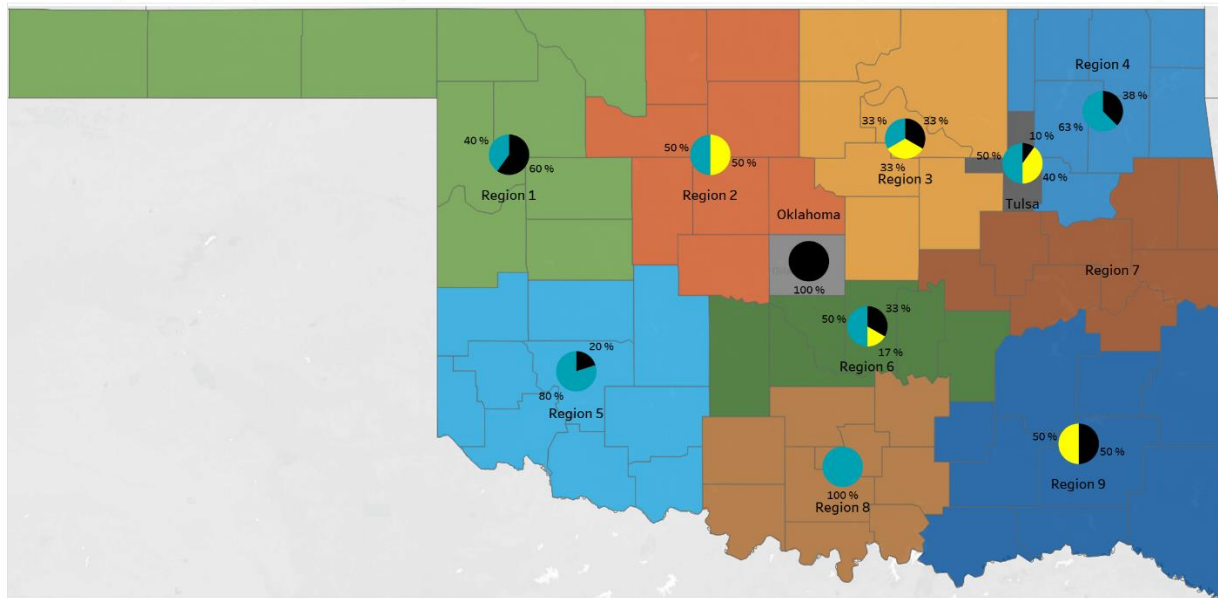 Region 4
38 %
63 %
10 %
50 %
40 %
Tulsa
33 %
33 %
33 %
Region 3
50 %
50 %
Region 2
40 %
60 %
Region 1
Oklahoma
100 %
Region 7
50 %
33 %
17 %
Region 6
20 %
80 %
Region 5
50 %
50 %
Region 9
100 %
Region 8